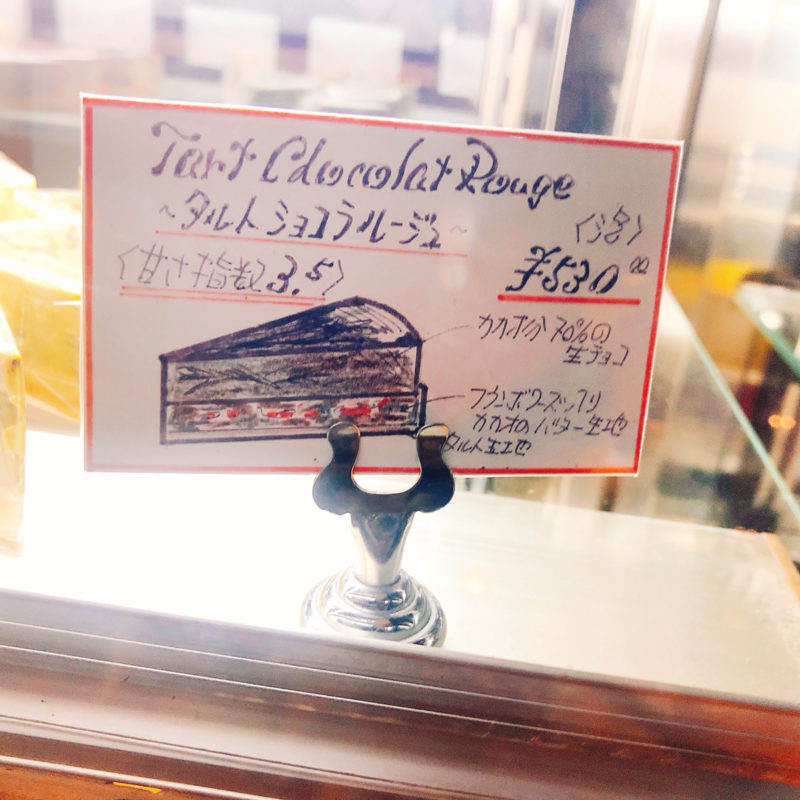 Tart Chocolat Rouge
~タルトショコラルージュ~
〈甘さ指数3.5〉
¥530
カカオ分70%の
生チョコ
フランボワーズ入り
カカオのバター生地
タルト生地